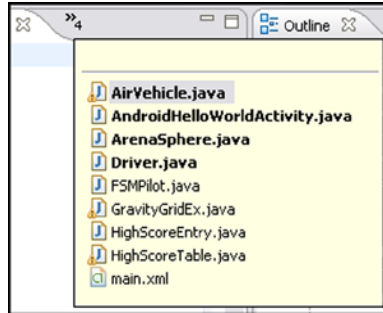 »4
Outline
AirVehicle.java
AndroidHelloWorldActivity.java
ArenaSphere.java
Driver.java
FSMPilot.java
GravityGridEx.java
HighScoreEntry.java
HighScoreTable.java
main.xml